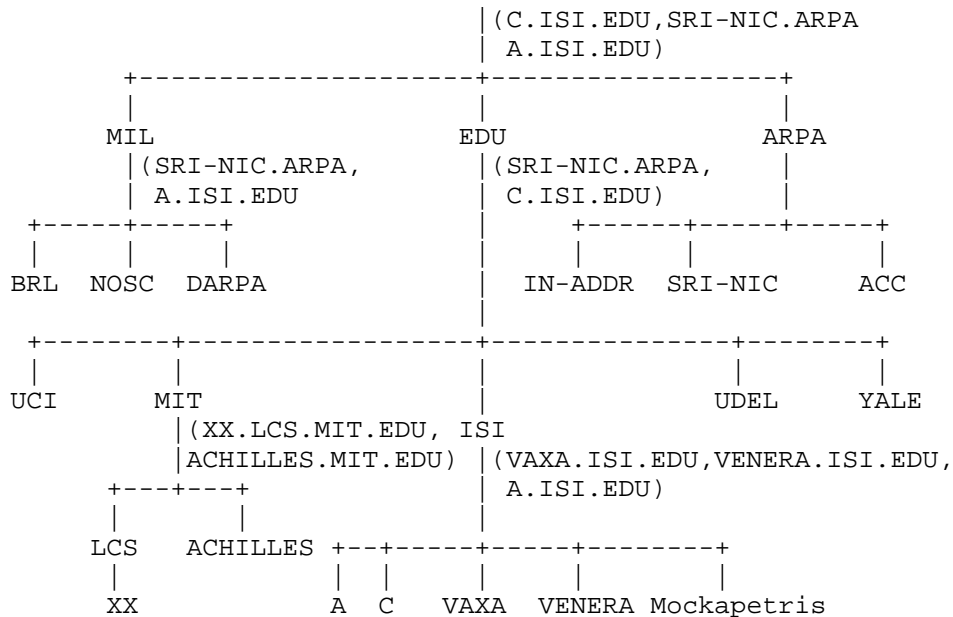 |(C.ISI.EDU,SRI-NIC.ARPA
| A.ISI.EDU)
+---------------------+------------------+
| | |
MIL EDU ARPA
|(SRI-NIC.ARPA, |(SRI-NIC.ARPA, |
| A.ISI.EDU | C.ISI.EDU) |
+-----+-----+ | +------+-----+-----+
| | | | | | |
BRL NOSC DARPA | IN-ADDR SRI-NIC ACC
|
+--------+------------------+---------------+--------+
| | | | |
UCI MIT | UDEL YALE
|(XX.LCS.MIT.EDU, ISI
|ACHILLES.MIT.EDU) |(VAXA.ISI.EDU,VENERA.ISI.EDU,
+---+---+ | A.ISI.EDU)
| | |
LCS ACHILLES +--+-----+-----+--------+
| | | | | |
XX A C VAXA VENERA Mockapetris